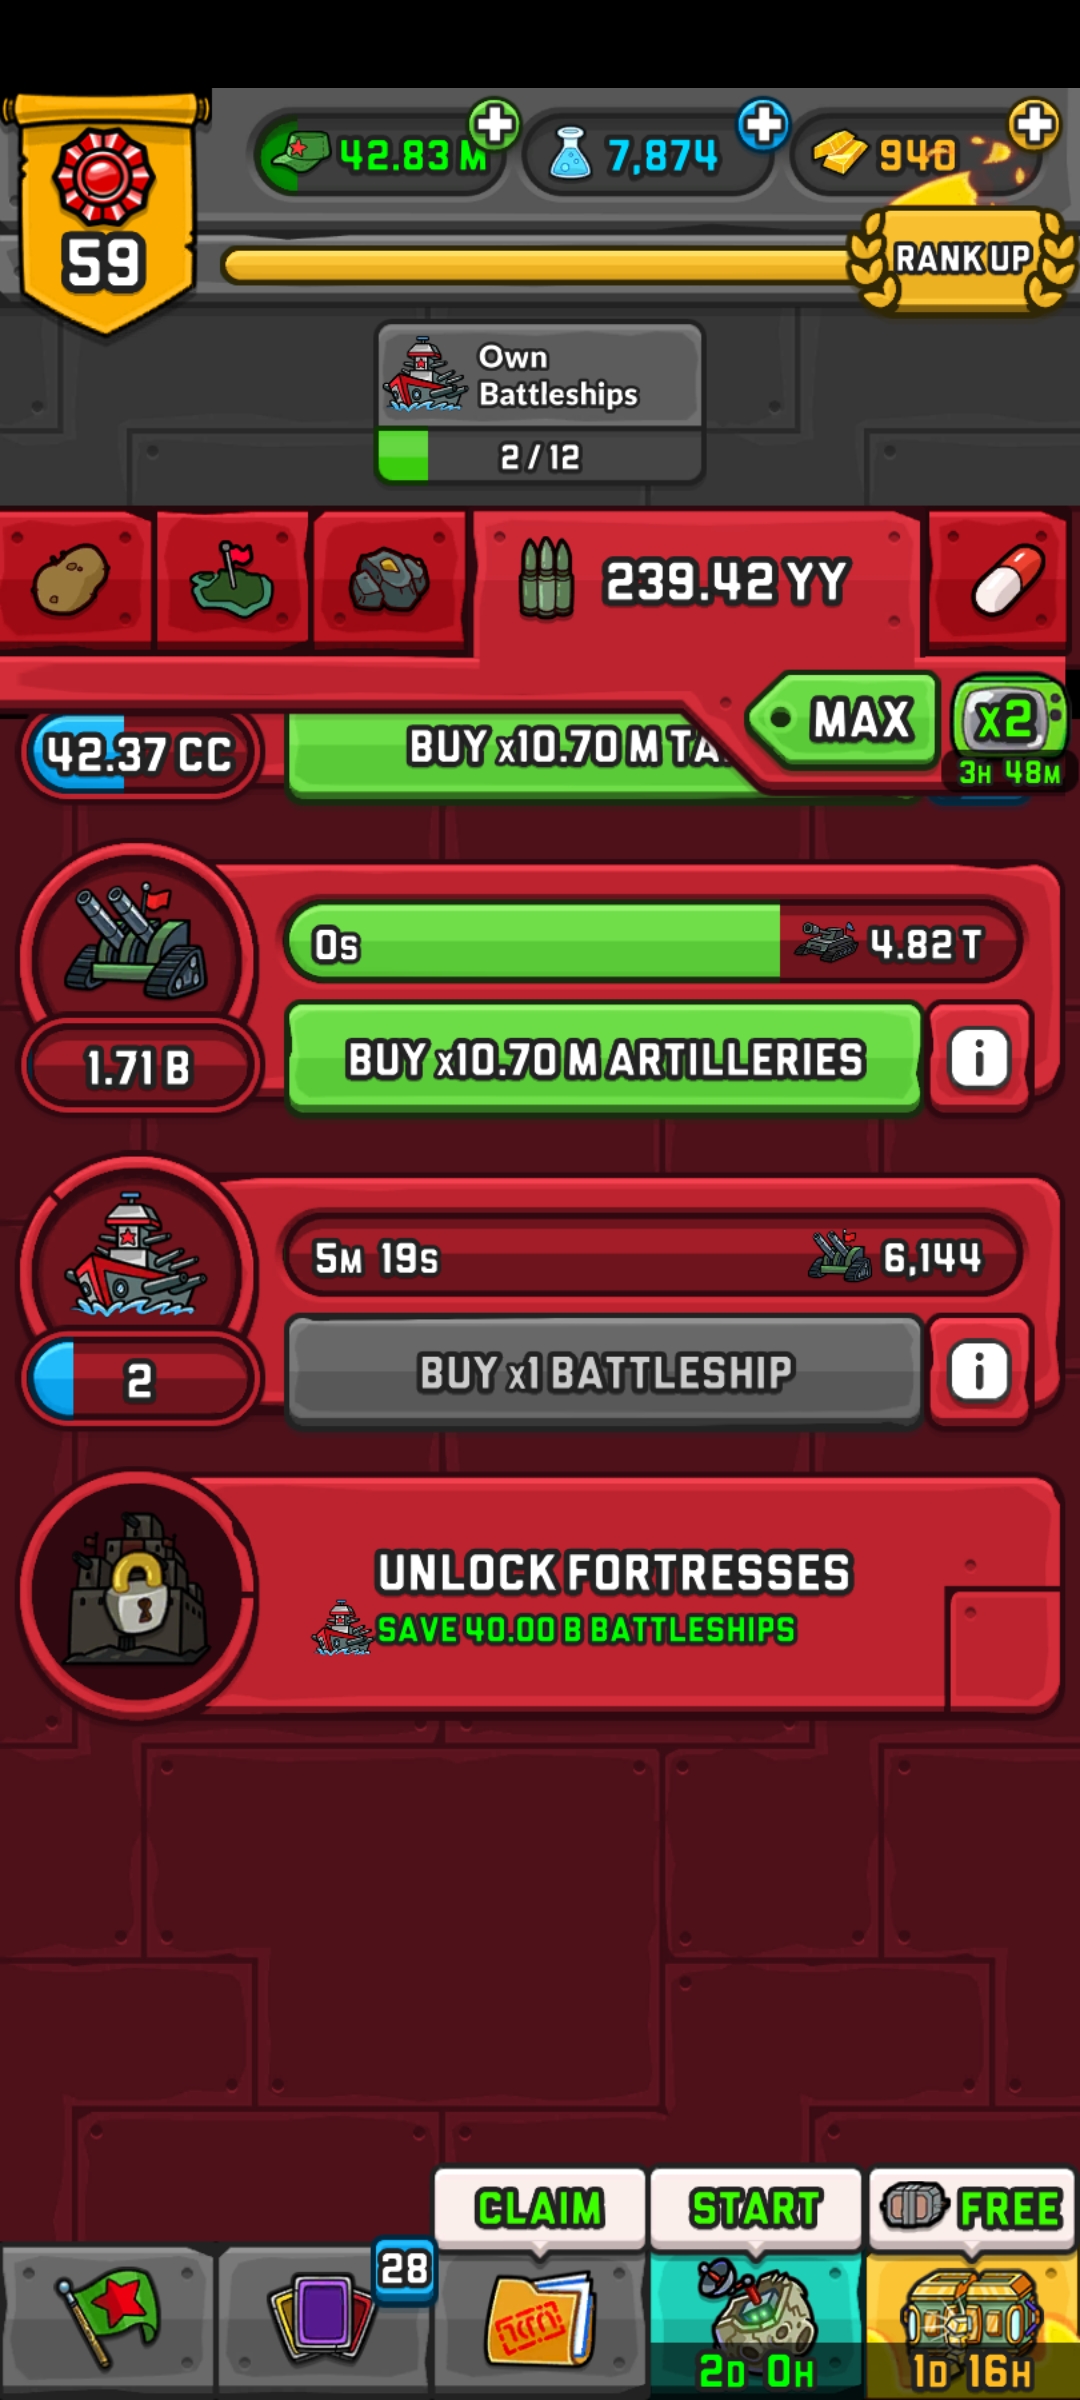 42.83 M
7,874
940
59
RANK UP
Own
Battleships
2 / 12
239.42 YY
MAX
x2
3H 48M
42.37 CC
BUY x10.70 M TA
0s
4.82 T
1.71 B
BUY x10.70 M ARTILLERIES
i
5M 19s
6,144
2
BUY x1 BATTLESHIP
i
UNLOCK FORTRESSES
SAVE 40.00 B BATTLESHIPS
CLAIM
START
FREE
28
2D 0H
1D 16H